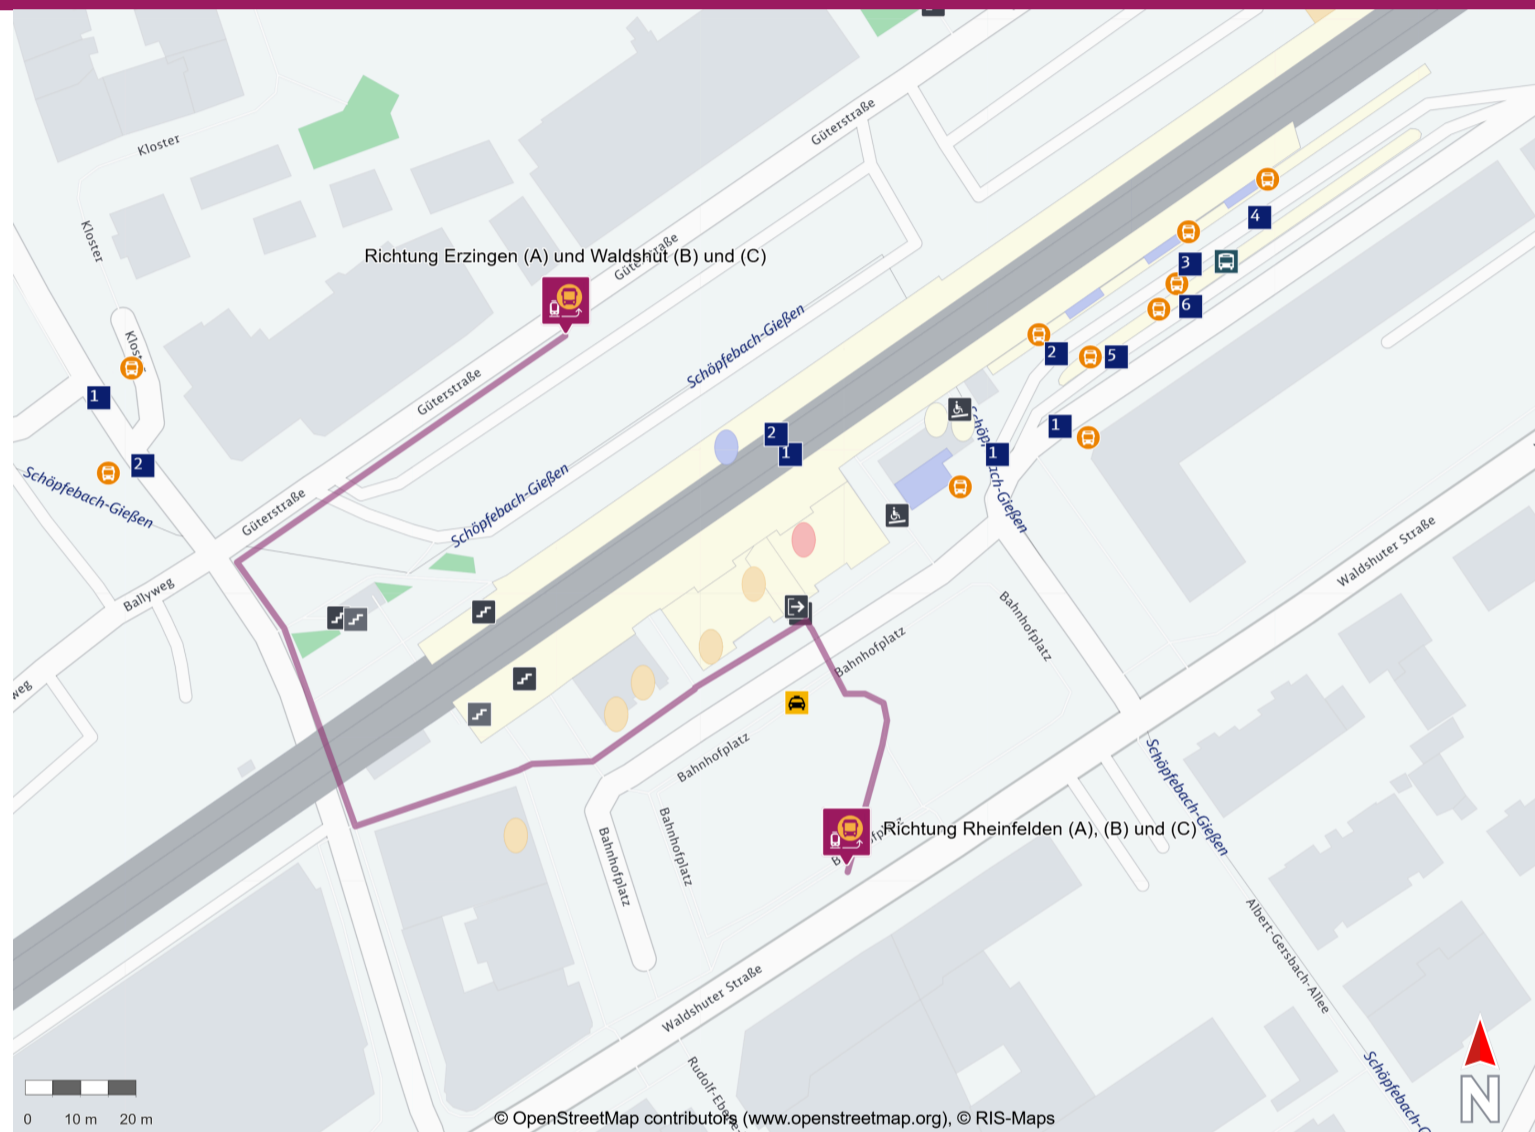 Kloster
Güterstraße
Kloster
4
Richtung Erzingen (A) und Waldshut (B) und (C)
Güterstraße
3
6
Schöpfebach-Gießen
2
5
Güterstraße
1
2
1
1
2
1
Schöpfebach-Gießen
Schöpfebach-Gießen
Güterstraße
Schöpfebach-Gießen
Waldshuter Straße
Ballyweg
Bahnhofplatz
Bahnhofplatz
weg
Bahnhofplatz
Schöpfebach-Gießen
Bahnhofplatz
Bahnhofplatz
Richtung Rheinfelden (A), (B) und (C)
Albert-Gersbach-Allee
Waldshuter Straße
N
0 10 m 20 m
© OpenStreetMap contributors (www.openstreetmap.org), © RIS-Maps